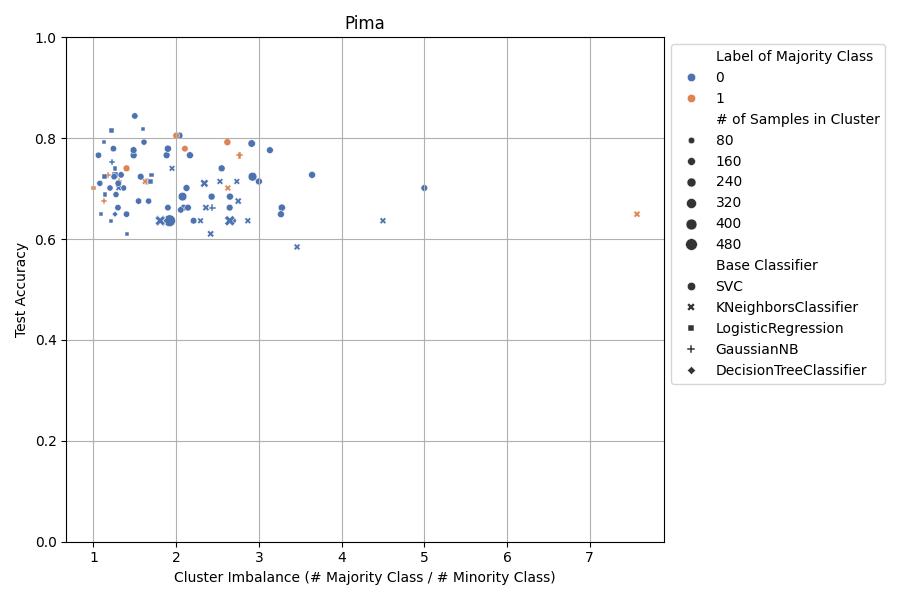 Pima
Label of Majority Class
0
1
# of Samples in Cluster
80
160
240
320
400
480
Base Classifier
SVC
KNeighborsClassifier
LogisticRegression
GaussianNB
DecisionTreeClassifier
Test Accuracy
1.0
0.8
0.6
0.4
0.2
0.0
1 2 3 4 5 6 7
Cluster Imbalance (# Majority Class / # Minority Class)